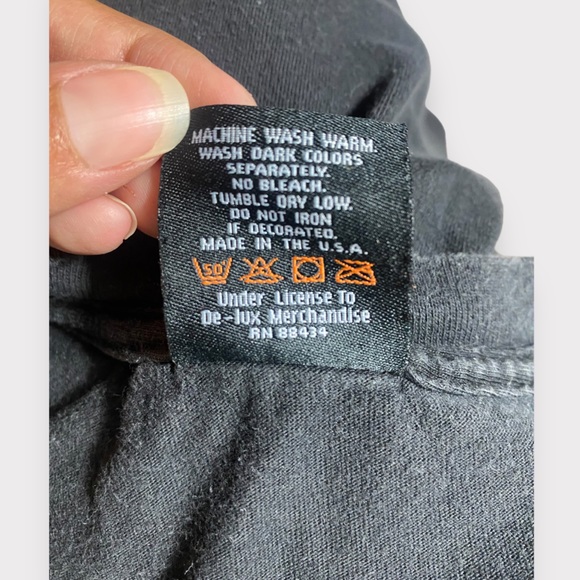 MACHINE WASH WARM.
WASH DARK COLORS
SEPARATELY.
NO BLEACH.
TUMBLE DRY LOW.
DO NOT IRON
IF DECORATED.
MADE IN THE U.S.A.
50
Under License To
De-lux Merchandise
RN 88434